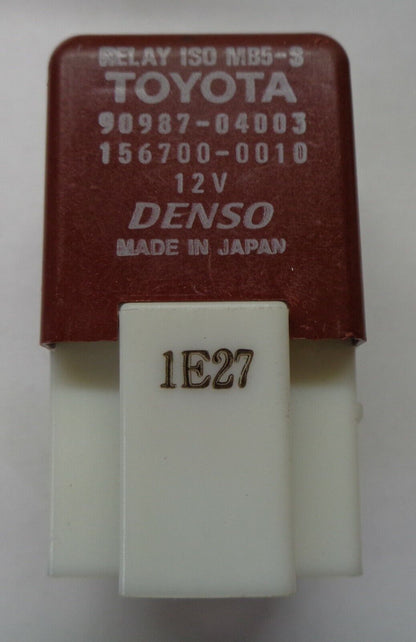 RELAY ISO MB5-S
TOYOTA
90987-04003
156700-0010
12V
DENSO
MADE IN JAPAN
1E27